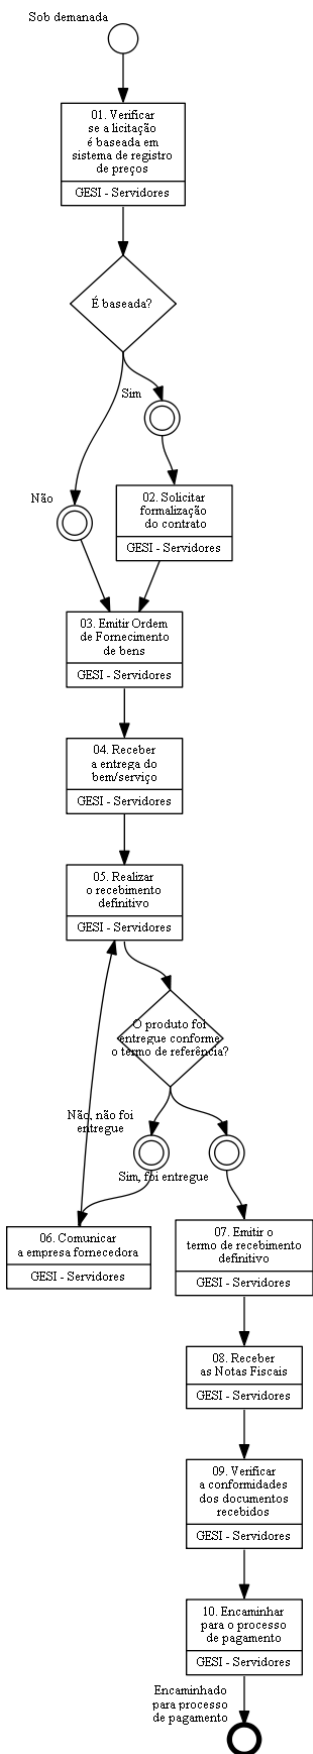 Sob demanada
01. Verificar
se a licitação
é baseada em
sistema de registro
de preços
GESI - Servidores
É baseada?
Sim
Não
02. Solicitar
formalização
do contrato
GESI - Servidores
03. Emitir Ordem
de Fornecimento
de bens
GESI - Servidores
04. Receber
a entrega do
bem/serviço
GESI - Servidores
05. Realizar
o recebimento
definitivo
GESI - Servidores
O produto foi
entregue conforme
o termo de referência?
Não, não foi
entregue
Sim, foi entregue
06. Comunicar
a empresa fornecedora
GESI - Servidores
07. Emitir o
termo de recebimento
definitivo
GESI - Servidores
08. Receber
as Notas Fiscais
GESI - Servidores
09. Verificar
a conformidades
dos documentos
recebidos
GESI - Servidores
10. Encaminhar
para o processo
de pagamento
GESI - Servidores
Encaminhado
para processo
de pagamento